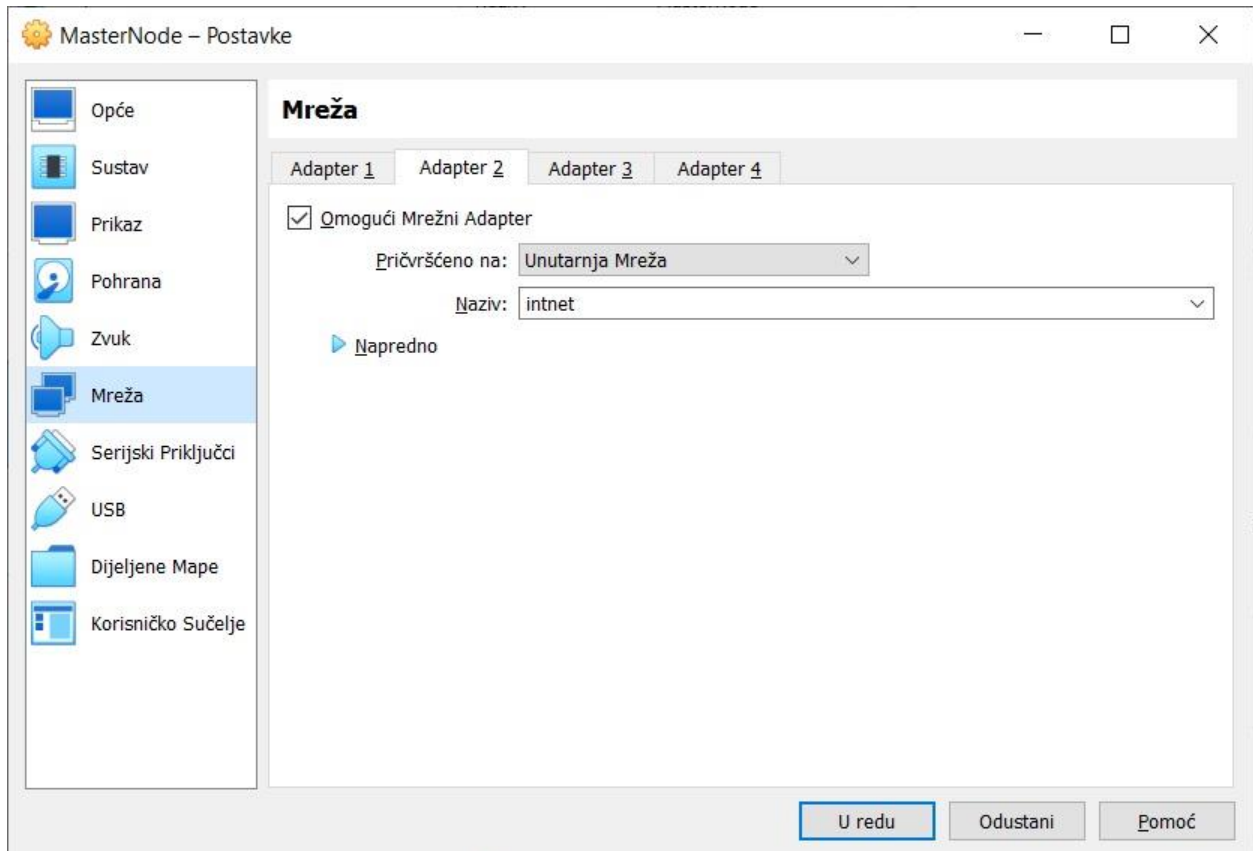 MasterNode – Postavke
Opće
Sustav
Prikaz
Pohrana
Zvuk
Mreža
Serijski Priključci
USB
Dijeljene Mape
Korisničko Sučelje
Mreža
Adapter 1 Adapter 2 Adapter 3 Adapter 4
Omogući Mrežni Adapter
Pričvršćeno na: Unutarnja Mreža
Naziv: intnet
Napredno
U redu Odustani Pomoć